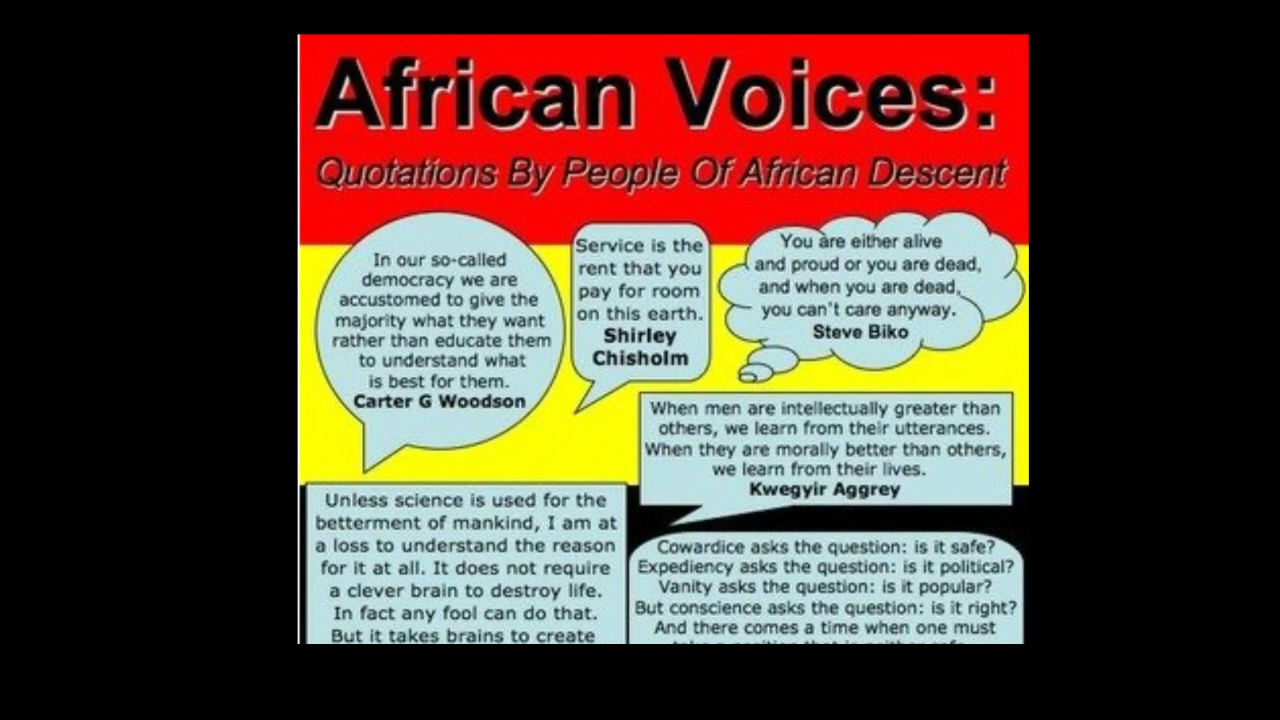 African Voices:
Quotations By People Of African Descent
In our so-called
democracy we are
accustomed to give the
majority what they want
rather than educate them
to understand what
is best for them.
Carter G Woodson
Service is the
rent that you
pay for room
on this earth.
Shirley
Chisholm
You are either alive
and proud or you are dead,
and when you are dead,
you can't care anyway.
Steve Biko
When men are intellectually greater than
others, we learn from their utterances.
When they are morally better than others,
we learn from their lives.
Kwegyir Aggrey
Unless science is used for the
betterment of mankind, I am at
a loss to understand the reason
for it at all. It does not require
a clever brain to destroy life.
In fact any fool can do that.
But it takes brains to create
Cowardice asks the question: is it safe?
Expediency asks the question: is it political?
Vanity asks the question: is it popular?
But conscience asks the question: is it right?
And there comes a time when one must